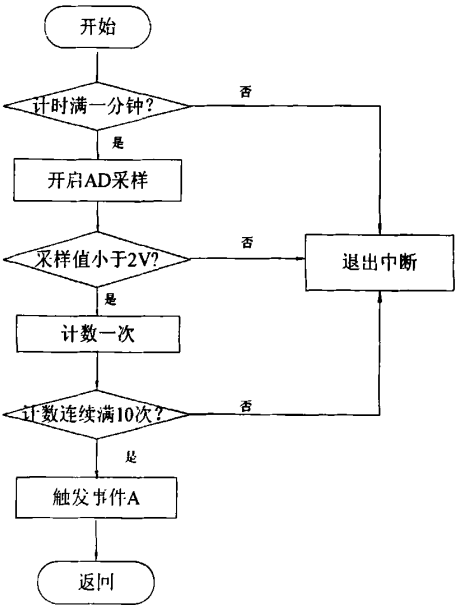 开始
计时满一分钟?
否
是
开启AD采样
采样值小于2V?
否
退出中断
是
计数一次
计数连续满10次?
否
是
触发事件A
返回